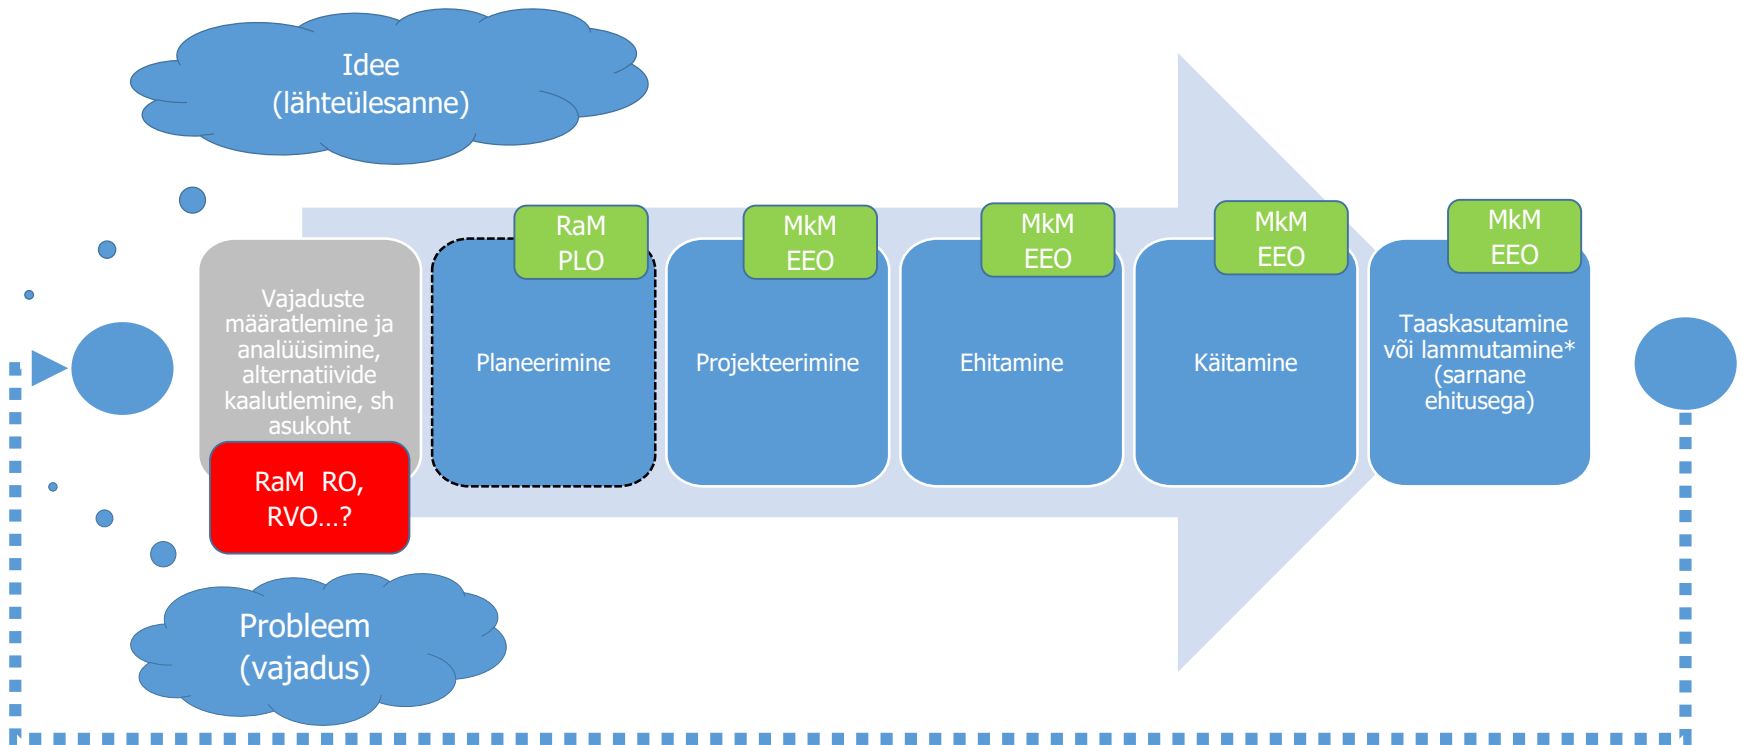 Idee
(lähteülesanne)
RaM
PLO
MkM
EEO
MkM
EEO
MkM
EEO
MkM
EEO
Vajaduste
määratlemine ja
analüüsimine,
alternatiivide
kaalutlemine, sh
asukoht
Planeerimine
Projekteerimine
Ehitamine
Käitamine
Taaskasutamine
või lammutamine*
(sarnane
ehitusega)
RaM RO,
RVO...?
Probleem
(vajadus)